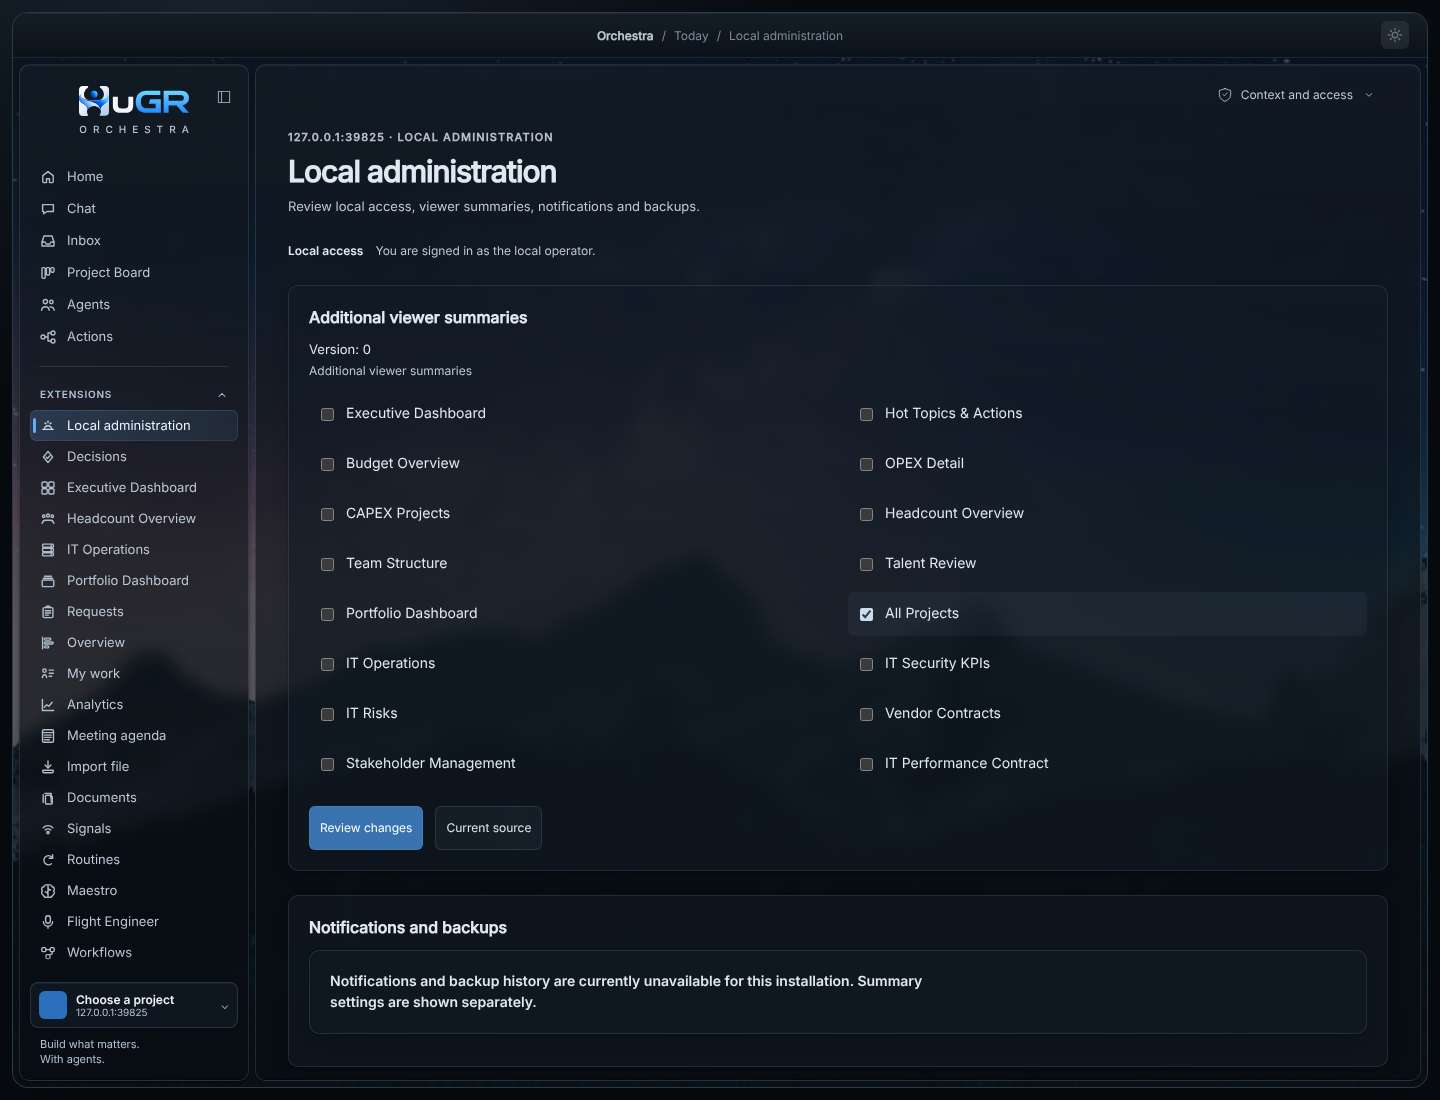 Orchestra / Today / Local administration
HuGR
ORCHESTRA
Home
Chat
Inbox
Project Board
Agents
Actions
EXTENSIONS
Local administration
Decisions
Executive Dashboard
Headcount Overview
IT Operations
Portfolio Dashboard
Requests
Overview
My work
Analytics
Meeting agenda
Import file
Documents
Signals
Routines
Maestro
Flight Engineer
Workflows
Choose a project
127.0.0.1:39825
Build what matters.
With agents.
Context and access
127.0.0.1:39825 · LOCAL ADMINISTRATION
Local administration
Review local access, viewer summaries, notifications and backups.
Local access You are signed in as the local operator.
Additional viewer summaries
Version: 0
Additional viewer summaries
Executive Dashboard
Hot Topics & Actions
Budget Overview
OPEX Detail
CAPEX Projects
Headcount Overview
Team Structure
Talent Review
Portfolio Dashboard
All Projects
IT Operations
IT Security KPIs
IT Risks
Vendor Contracts
Stakeholder Management
IT Performance Contract
Review changes
Current source
Notifications and backups
Notifications and backup history are currently unavailable for this installation. Summary
settings are shown separately.